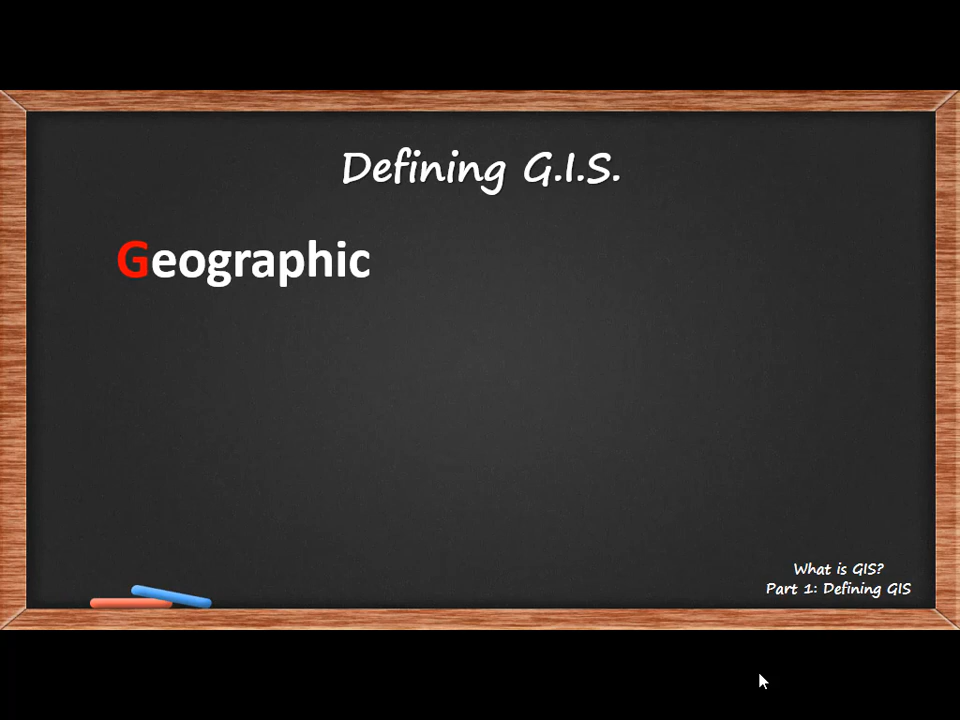 Defining G.I.S.
Geographic
What is GIS?
Part 1: Defining GIS